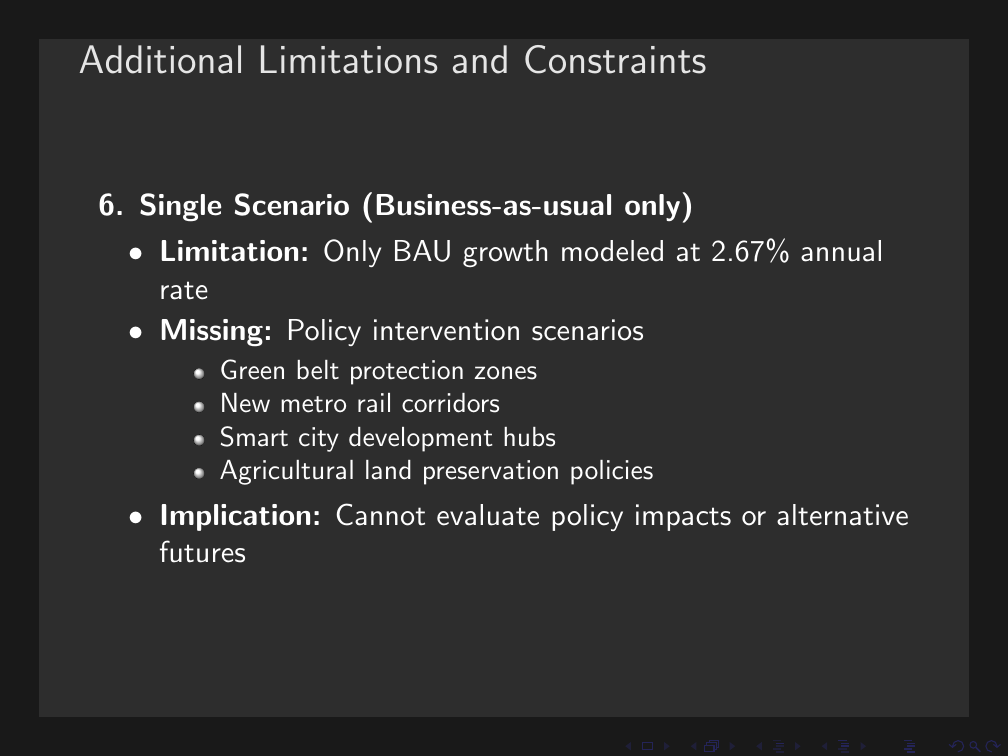 Additional Limitations and Constraints
6. Single Scenario (Business-as-usual only)
• Limitation: Only BAU growth modeled at 2.67% annual
rate
• Missing: Policy intervention scenarios
• Green belt protection zones
• New metro rail corridors
• Smart city development hubs
• Agricultural land preservation policies
• Implication: Cannot evaluate policy impacts or alternative
futures